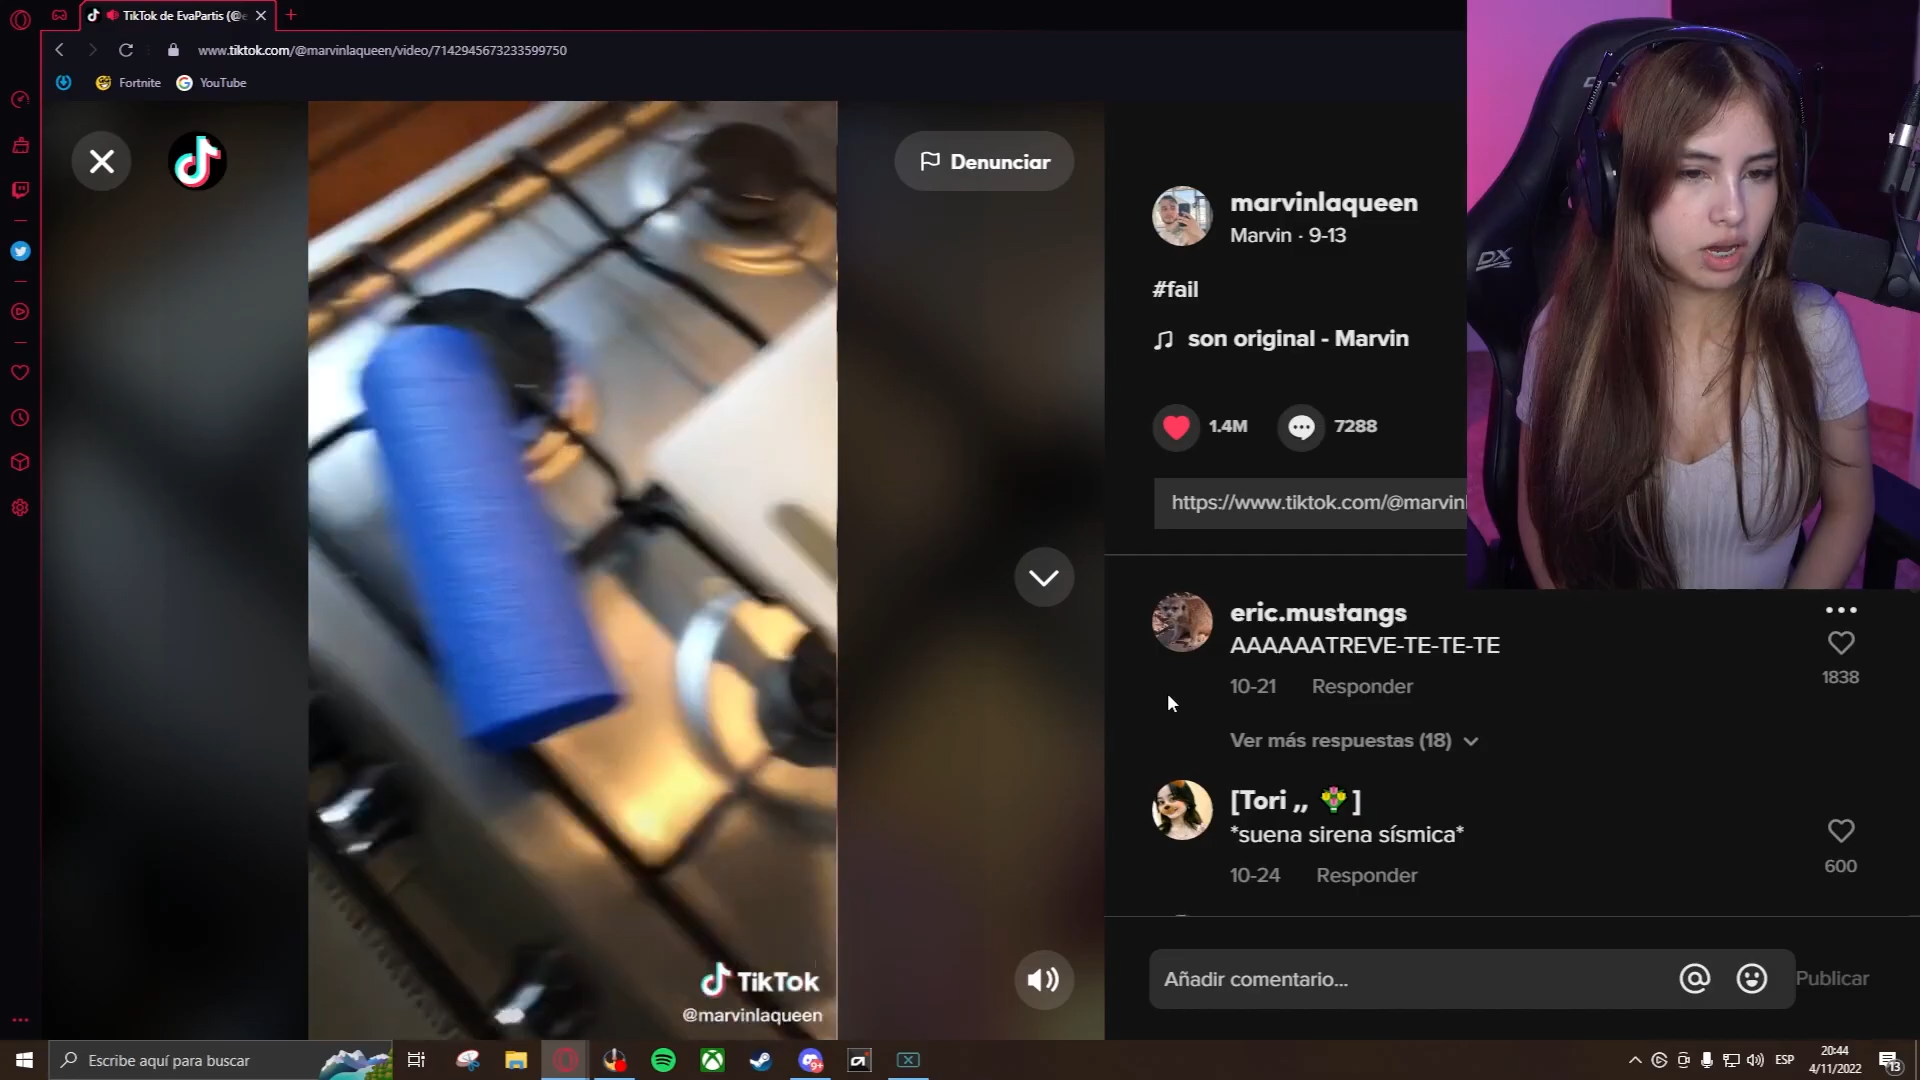 TikTok de EvaPartis (@e
www.tiktok.com/@marvinlaqueen/video/7142945673233599750
Fortnite
YouTube
Denunciar
marvinlaqueen
Marvin · 9-13
#fail
son original - Marvin
1.4M
7288
https://www.tiktok.com/@marvinl
eric.mustangs
AAAAAATREVE-TE-TE-TE
1838
10-21
Responder
Ver más respuestas (18)
[Tori ,, 💐]
*suena sirena sísmica*
600
10-24
Responder
TikTok
@marvinlaqueen
Añadir comentario...
Publicar
Escribe aquí para buscar
9+
ESP
20:44
4/11/2022
13
DX